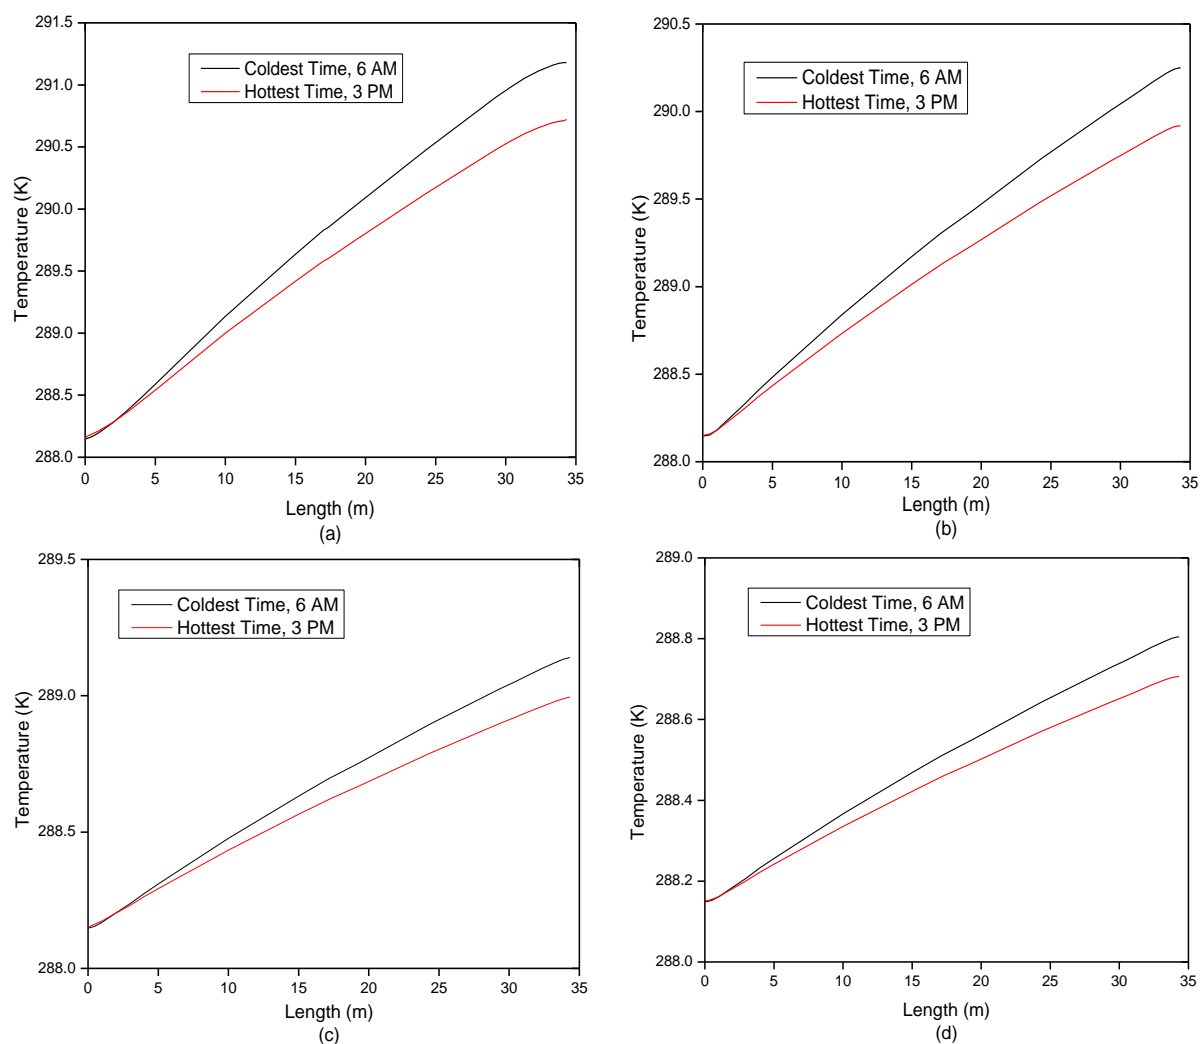 291.5
291.0
290.5
290.0
289.5
289.0
288.5
288.0
Temperature (K)
Coldest Time, 6 AM
Hottest Time, 3 PM
0 5 10 15 20 25 30 35
Length (m)
(a)
290.5
290.0
289.5
289.0
288.5
288.0
Temperature (K)
Coldest Time, 6 AM
Hottest Time, 3 PM
0 5 10 15 20 25 30 35
Length (m)
(b)
289.5
289.0
288.5
288.0
Temperature (K)
Coldest Time, 6 AM
Hottest Time, 3 PM
0 5 10 15 20 25 30 35
Length (m)
(c)
289.0
288.8
288.6
288.4
288.2
288.0
Temperature (K)
Coldest Time, 6 AM
Hottest Time, 3 PM
0 5 10 15 20 25 30 35
Length (m)
(d)